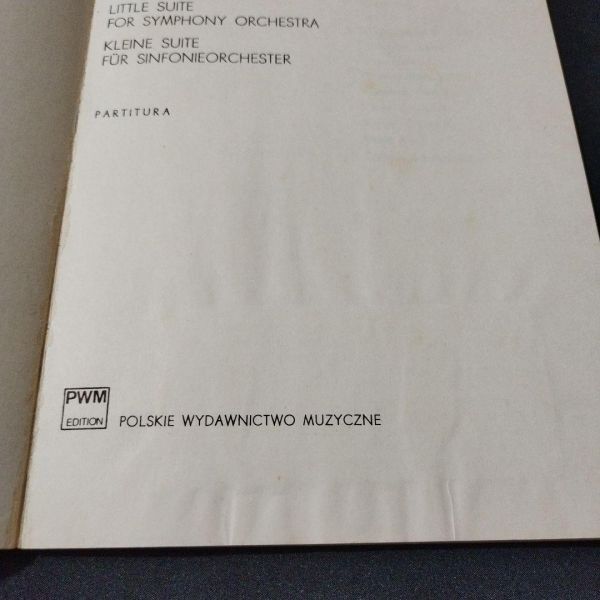 LITTLE SUITE
FOR SYMPHONY ORCHESTRA
KLEINE SUITE
FÜR SINFONIEORCHESTER
PARTITURA
PWM
EDITION
POLSKIE WYDAWNICTWO MUZYCZNE